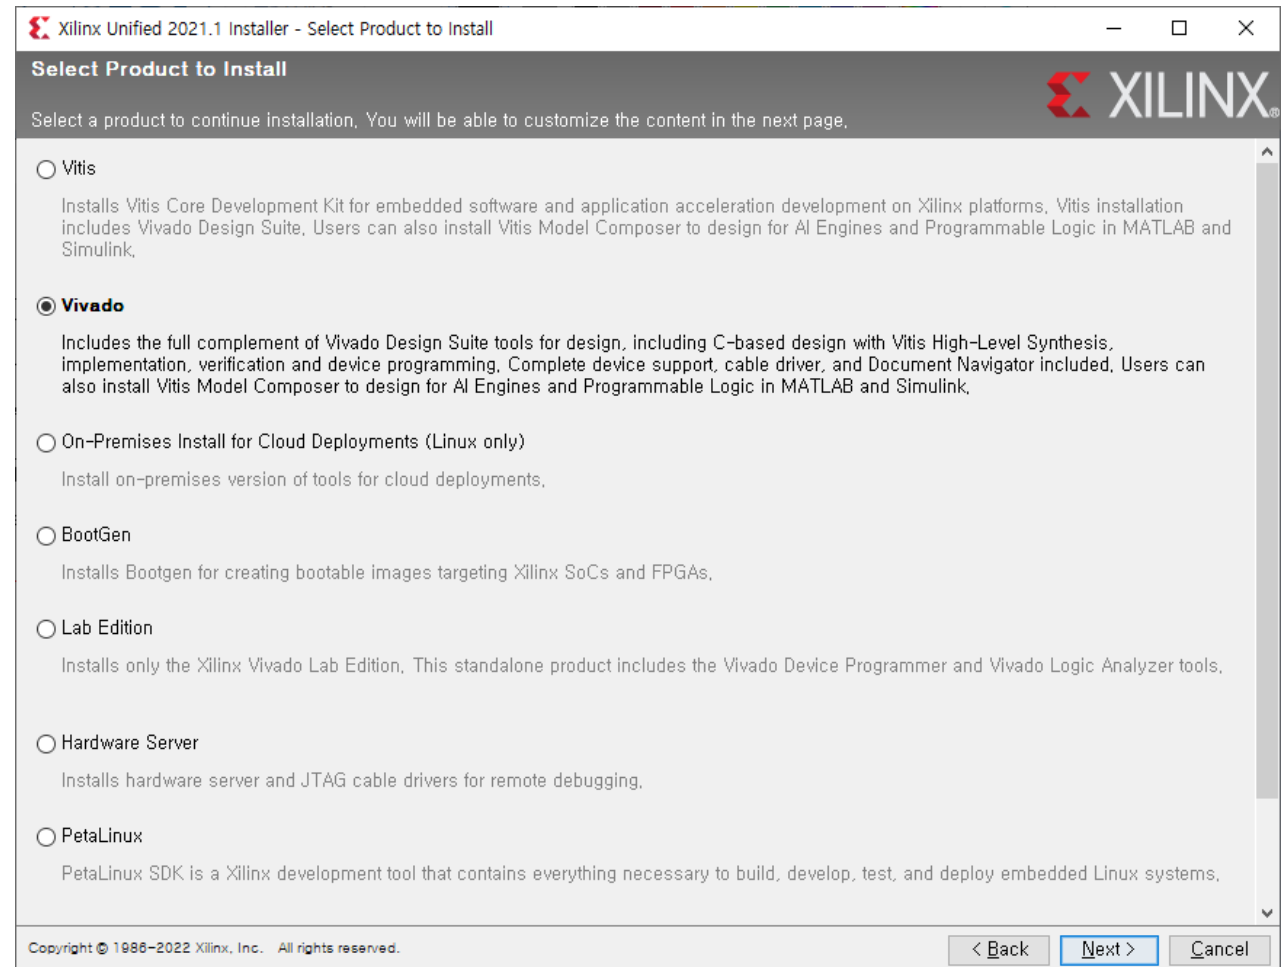 Xilinx Unified 2021.1 Installer - Select Product to Install
Select Product to Install
XILINX®
Select a product to continue installation. You will be able to customize the content in the next page.
Vitis
Installs Vitis Core Development Kit for embedded software and application acceleration development on Xilinx platforms. Vitis installation
includes Vivado Design Suite. Users can also install Vitis Model Composer to design for AI Engines and Programmable Logic in MATLAB and
Simulink.
Vivado
Includes the full complement of Vivado Design Suite tools for design, including C-based design with Vitis High-Level Synthesis,
implementation, verification and device programming. Complete device support, cable driver, and Document Navigator included. Users can
also install Vitis Model Composer to design for AI Engines and Programmable Logic in MATLAB and Simulink.
On-Premises Install for Cloud Deployments (Linux only)
Install on-premises version of tools for cloud deployments.
BootGen
Installs Bootgen for creating bootable images targeting Xilinx SoCs and FPGAs.
Lab Edition
Installs only the Xilinx Vivado Lab Edition. This standalone product includes the Vivado Device Programmer and Vivado Logic Analyzer tools.
Hardware Server
Installs hardware server and JTAG cable drivers for remote debugging.
PetaLinux
PetaLinux SDK is a Xilinx development tool that contains everything necessary to build, develop, test, and deploy embedded Linux systems.
Copyright © 1986-2022 Xilinx, Inc. All rights reserved.
< Back
Next >
Cancel